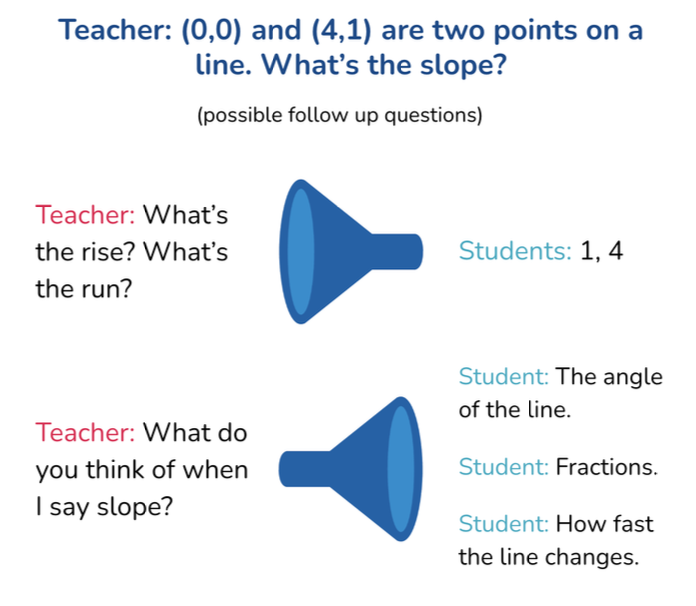 Teacher: (0,0) and (4,1) are two points on a
line. What’s the slope?
(possible follow up questions)
Teacher: What’s
the rise? What’s
the run?
Students: 1, 4
Teacher: What do
you think of when
I say slope?
Student: The angle
of the line.
Student: Fractions.
Student: How fast
the line changes.